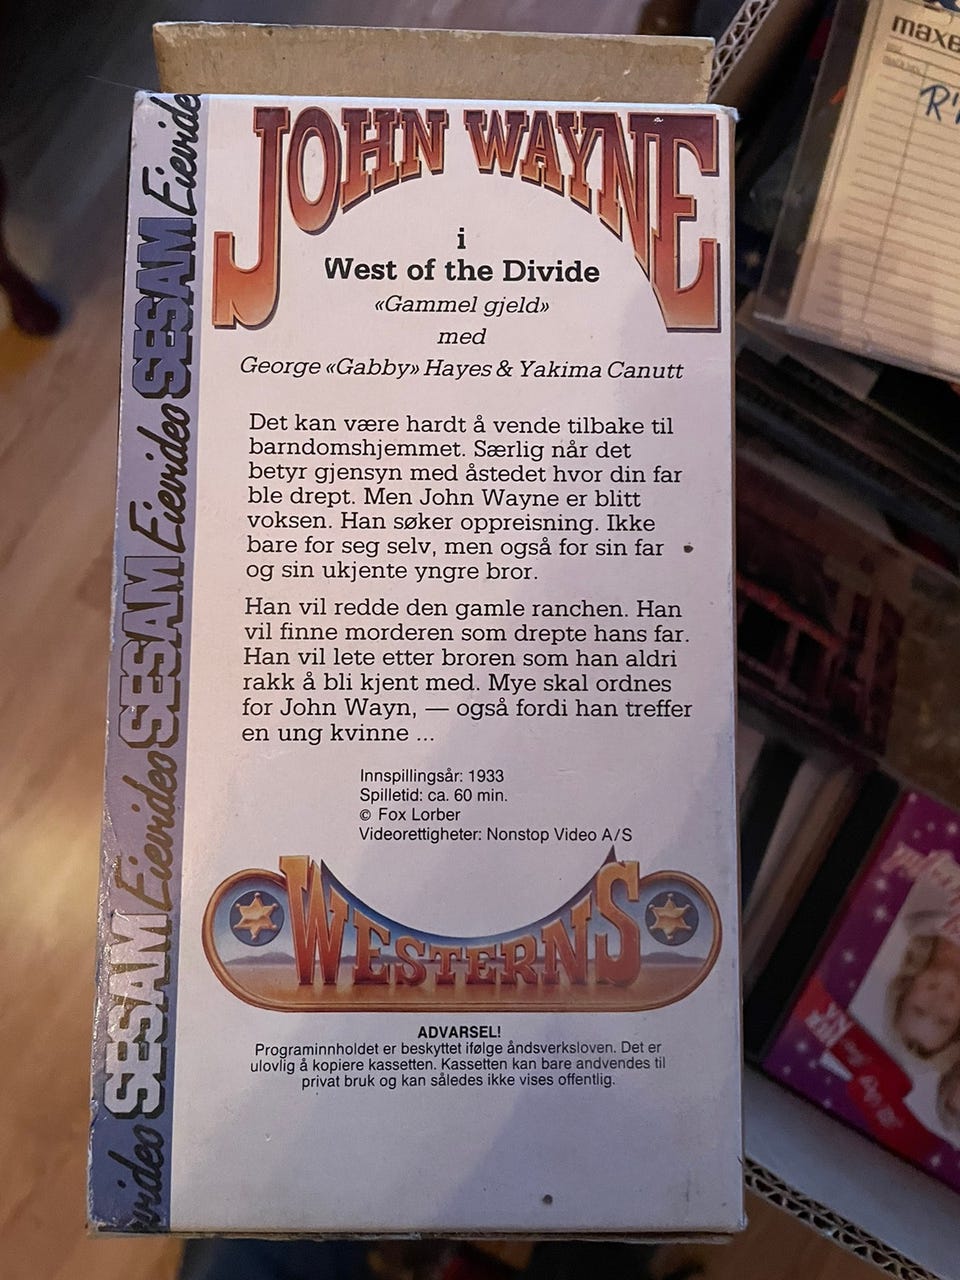 JOHN WAYNE
i
West of the Divide
«Gammel gjeld»
med
George «Gabby» Hayes & Yakima Canutt
Det kan være hardt å vende tilbake til
barndomshjemmet. Særlig når det
betyr gjensyn med åstedet hvor din far
ble drept. Men John Wayne er blitt
voksen. Han søker oppreisning. Ikke
bare for seg selv, men også for sin far
og sin ukjente yngre bror.
Han vil redde den gamle ranchen. Han
vil finne morderen som drepte hans far.
Han vil lete etter broren som han aldri
rakk å bli kjent med. Mye skal ordnes
for John Wayn, — også fordi han treffer
en ung kvinne ...
Innspillingsår: 1933
Spilletid: ca. 60 min.
© Fox Lorber
Videorettigheter: Nonstop Video A/S
WESTERNS
ADVARSEL!
Programinnholdet er beskyttet ifølge åndsverksloven. Det er
ulovlig å kopiere kassetten. Kassetten kan bare andvendes til
privat bruk og kan således ikke vises offentlig.
video SESAM Eievideo SESAM Eievideo SESAM Eievide
maxe